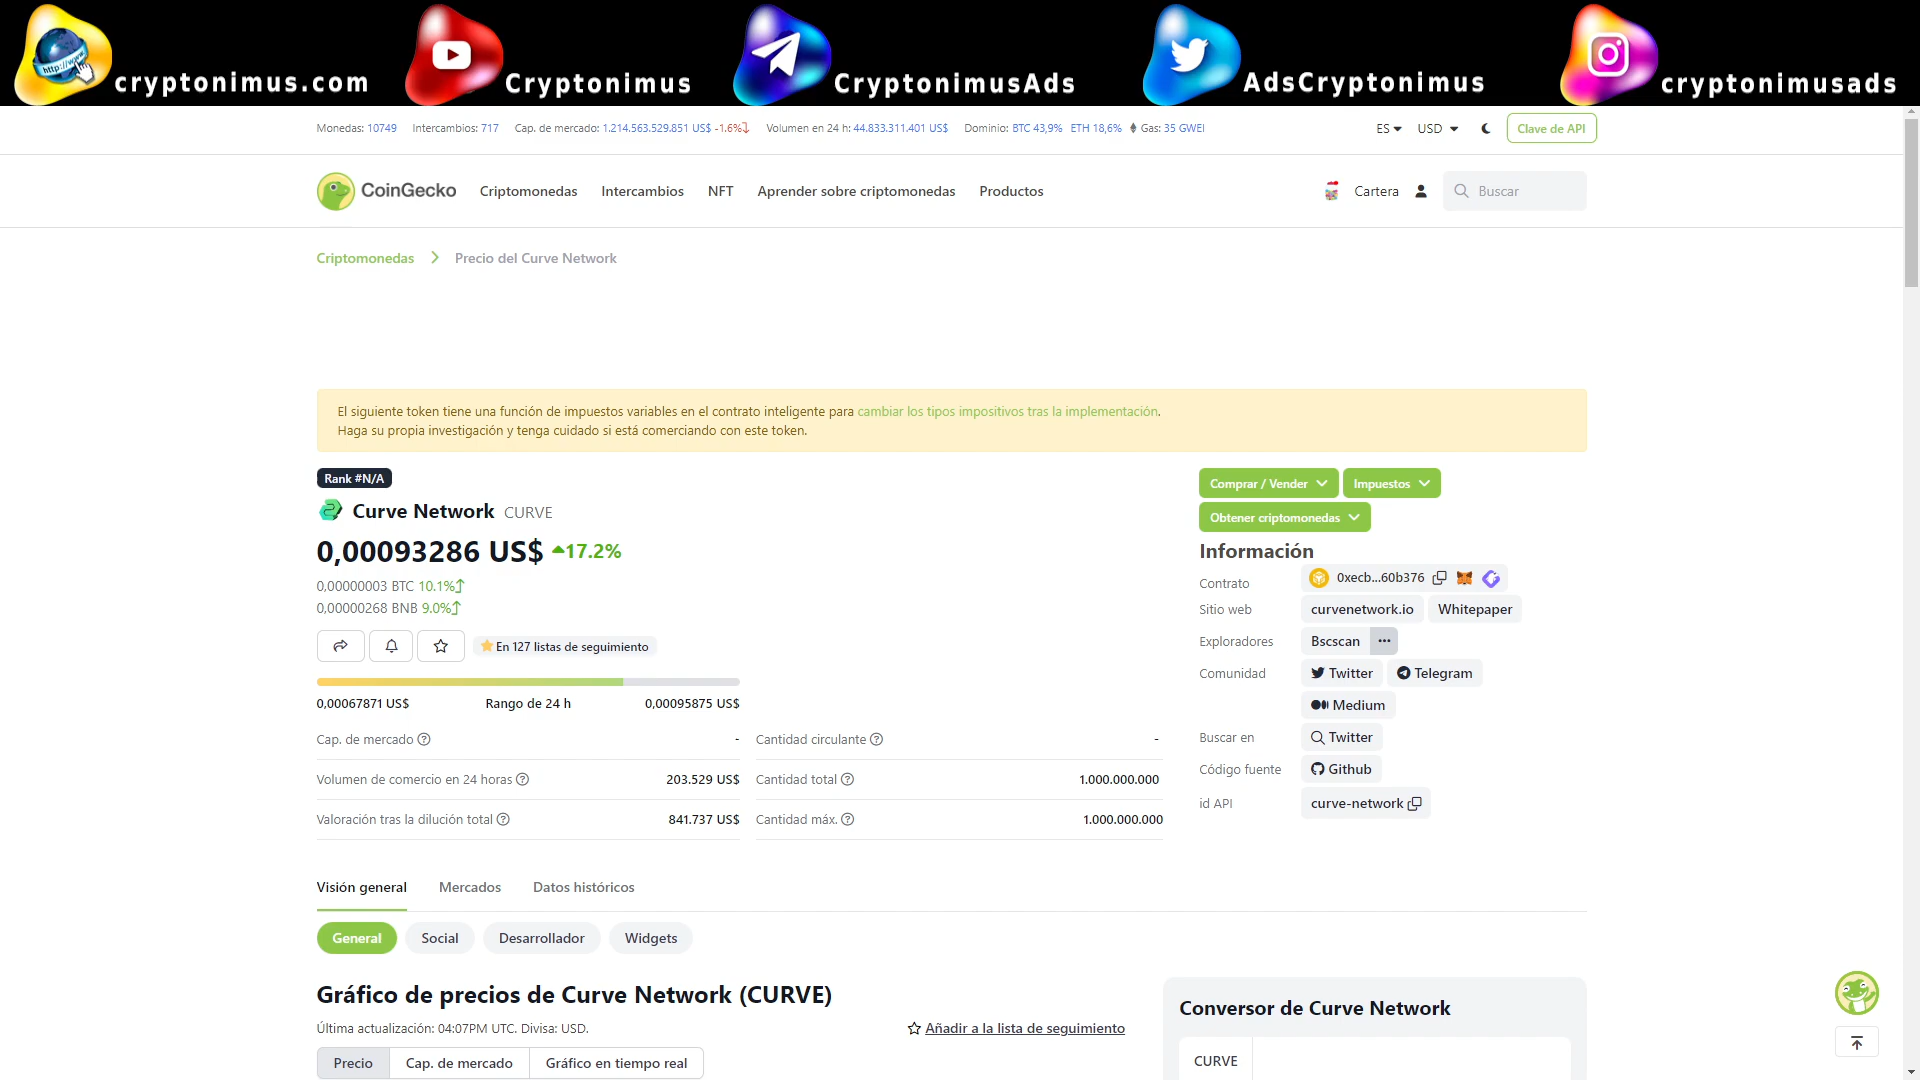 http://www
cryptonimus.com
Cryptonimus
CryptonimusAds
AdsCryptonimus
cryptonimusads
Monedas: 10749 Intercambios: 717 Cap. de mercado: 1.214.563.529.851 US$ -1.6% Volumen en 24 h: 44.833.311.401 US$ Dominio: BTC 43,9% ETH 18,6% Gas: 35 GWEI
ES USD Clave de API
CoinGecko Criptomonedas Intercambios NFT Aprender sobre criptomonedas Productos Cartera Buscar
Criptomonedas Precio del Curve Network
El siguiente token tiene una función de impuestos variables en el contrato inteligente para cambiar los tipos impositivos tras la implementación.
Haga su propia investigación y tenga cuidado si está comerciando con este token.
Rank #N/A
Curve Network CURVE
0,00093286 US$ 17.2%
0,00000003 BTC 10.1%
0,00000268 BNB 9.0%
En 127 listas de seguimiento
0,00067871 US$ Rango de 24 h 0,00095875 US$
Cap. de mercado -
Volumen de comercio en 24 horas 203.529 US$
Valoración tras la dilución total 841.737 US$
Cantidad circulante -
Cantidad total 1.000.000.000
Cantidad máx. 1.000.000.000
Comprar / Vender Impuestos
Obtener criptomonedas
Información
Contrato 0xecb...60b376
Sitio web curvenetwork.io Whitepaper
Exploradores Bscscan ...
Comunidad Twitter Telegram
Medium
Buscar en Twitter
Código fuente Github
id API curve-network
Visión general Mercados Datos históricos
General Social Desarrollador Widgets
Gráfico de precios de Curve Network (CURVE)
Última actualización: 04:07PM UTC. Divisa: USD.
Añadir a la lista de seguimiento
Precio Cap. de mercado Gráfico en tiempo real
Conversor de Curve Network
CURVE